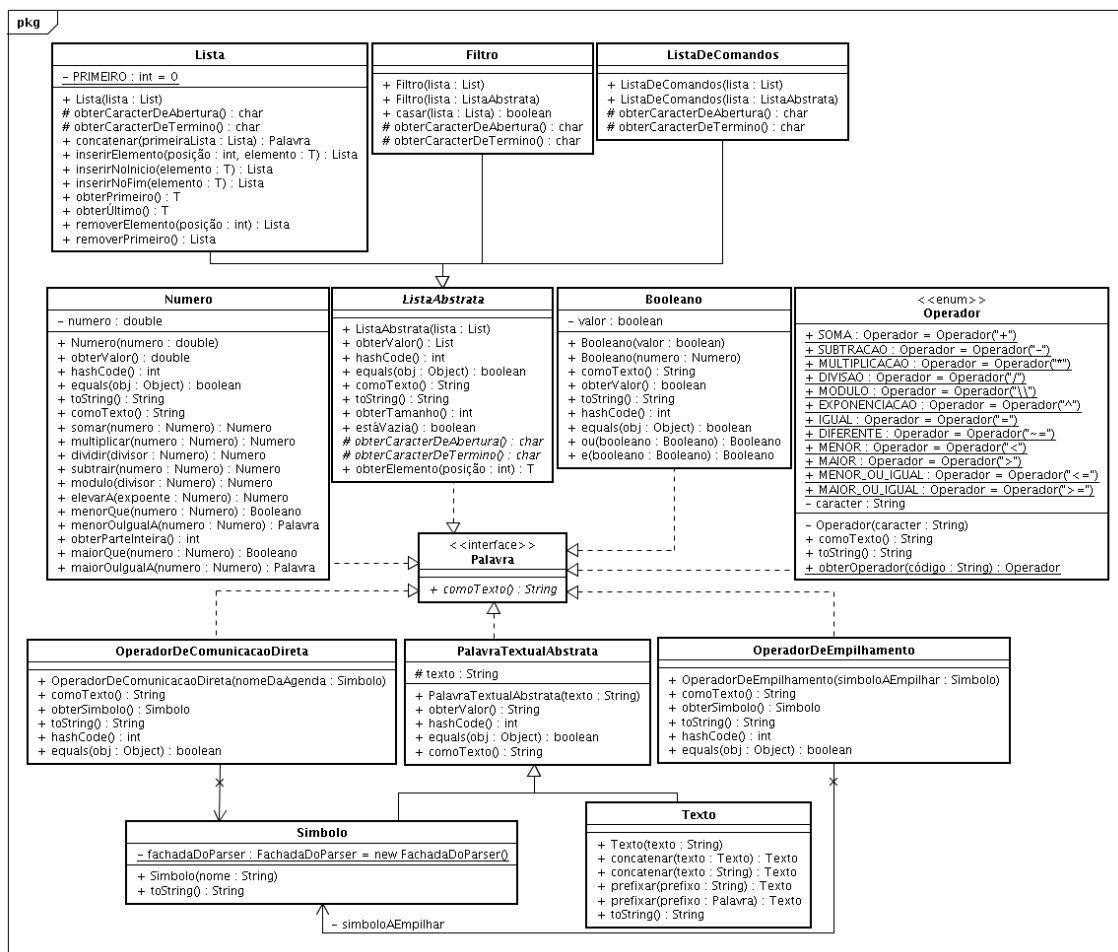 pkg
Lista
- PRIMEIRO : int = 0
+ Lista(lista : List)
# obterCaracterDeAbertura() : char
# obterCaracterDeTermino() : char
+ concatenar(primeiraLista : List) : Palavra
+ inserirElemento(posição : int, elemento : T) : Lista
+ inserirNoInicio(elemento : T) : Lista
+ inserirNoFim(elemento : T) : Lista
+ obterPrimeiro() : T
+ obterÚltimo() : T
+ removerElemento(posição : int) : Lista
+ removerPrimeiro() : Lista
Filtro
+ Filtro(lista : List)
+ Filtro(lista : ListaAbstrata)
+ casar(lista : Lista) : boolean
# obterCaracterDeAbertura() : char
# obterCaracterDeTermino() : char
ListaDeComandos
+ ListaDeComandos(lista : List)
+ ListaDeComandos(lista : ListaAbstrata)
# obterCaracterDeAbertura() : char
# obterCaracterDeTermino() : char
Numero
- numero : double
+ Numero(numero : double)
+ obterValor() : double
+ hashCode() : int
+ equals(obj : Object) : boolean
+ toString() : String
+ comoTexto() : String
+ somar(numero : Numero) : Numero
+ multiplicar(numero : Numero) : Numero
+ dividir(divisor : Numero) : Numero
+ subtrair(numero : Numero) : Numero
+ modulo(divisor : Numero) : Numero
+ elevarA(expoente : Numero) : Numero
+ menorQue(numero : Numero) : Booleano
+ menorOuIgualA(numero : Numero) : Palavra
+ obterParteInteira() : int
+ maiorQue(numero : Numero) : Booleano
+ maiorOuIgualA(numero : Numero) : Palavra
ListaAbstrata
+ ListaAbstrata(lista : List)
+ obterValor() : List
+ hashCode() : int
+ equals(obj : Object) : boolean
+ comoTexto() : String
+ toString() : String
+ obterTamanho() : int
+ estáVazia() : boolean
# obterCaracterDeAbertura() : char
# obterCaracterDeTermino() : char
+ obterElemento(posição : int) : T
Booleano
- valor : boolean
+ Booleano(valor : boolean)
+ Booleano(numero : Numero)
+ comoTexto() : String
+ obterValor() : boolean
+ toString() : String
+ hashCode() : int
+ equals(obj : Object) : boolean
+ ou(booleano : Booleano) : Booleano
+ e(booleano : Booleano) : Booleano
<<enum>>
Operador
+ SOMA : Operador = Operador("+")
+ SUBTRACAO : Operador = Operador("-")
+ MULTIPLICACAO : Operador = Operador("*")
+ DIVISAO : Operador = Operador("/")
+ MODULO : Operador = Operador("\\")
+ EXPONENCIACAO : Operador = Operador("^")
+ IGUAL : Operador = Operador("=")
+ DIFERENTE : Operador = Operador("~=")
+ MENOR : Operador = Operador("<")
+ MAIOR : Operador = Operador(">")
+ MENOR_OU_IGUAL : Operador = Operador("<=")
+ MAIOR_OU_IGUAL : Operador = Operador(">=")
- caracter : String
- Operador(caracter : String)
+ comoTexto() : String
+ toString() : String
+ obterOperador(código : String) : Operador
<<interface>>
Palavra
+ comoTexto() : String
OperadorDeComunicacaoDireta
+ OperadorDeComunicacaoDireta(nomeDaAgenda : Simbolo)
+ comoTexto() : String
+ obterSimbolo() : Simbolo
+ toString() : String
+ hashCode() : int
+ equals(obj : Object) : boolean
PalavraTextualAbstrata
# texto : String
+ PalavraTextualAbstrata(texto : String)
+ obterValor() : String
+ hashCode() : int
+ equals(obj : Object) : boolean
+ comoTexto() : String
OperadorDeEmpilhamento
+ OperadorDeEmpilhamento(simboloAEmpilhar : Simbolo)
+ comoTexto() : String
+ obterSimbolo() : Simbolo
+ toString() : String
+ hashCode() : int
+ equals(obj : Object) : boolean
Simbolo
- fachadaDoParser : FachadaDoParser = new FachadaDoParser()
+ Simbolo(nome : String)
+ toString() : String
Texto
+ Texto(texto : String)
+ concatenar(texto : Texto) : Texto
+ concatenar(texto : String) : Texto
+ prefixar(prefixo : String) : Texto
+ prefixar(prefixo : Palavra) : Texto
+ toString() : String
- simboloAEmpilhar